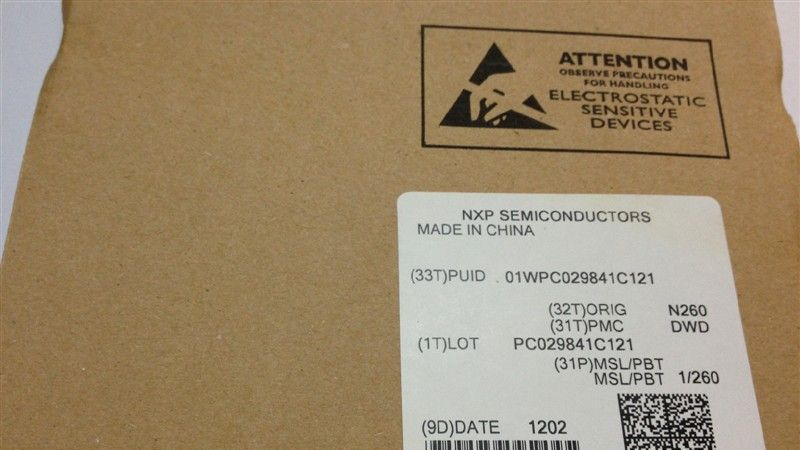 ATTENTION
OBSERVE PRECAUTIONS
FOR HANDLING
ELECTROSTATIC
SENSITIVE
DEVICES
NXP SEMICONDUCTORS
MADE IN CHINA
(33T)PUID . 01WPC029841C121
(32T)ORIG N260
(31T)PMC DWD
(1T)LOT PC029841C121
(31P)MSL/PBT
MSL/PBT 1/260
(9D)DATE 1202